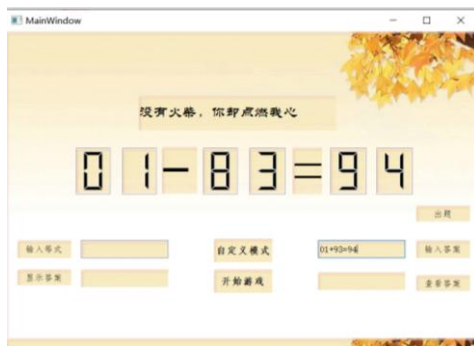 MainWindow
没有火柴，你却点燃我心
01-83=94
出题
输入等式
自定义模式
01+93=94
输入答案
显示答案
开始游戏
查看答案